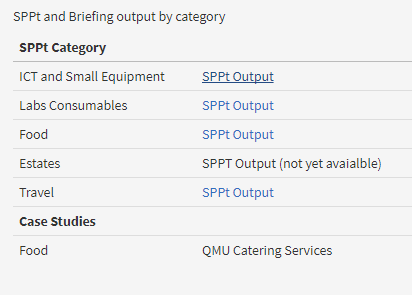 SPPt and Briefing output by category
SPPt Category
ICT and Small Equipment SPPt Output
Labs Consumables SPPt Output
Food SPPt Output
Estates SPPT Output (not yet avaialble)
Travel SPPt Output
Case Studies
Food QMU Catering Services